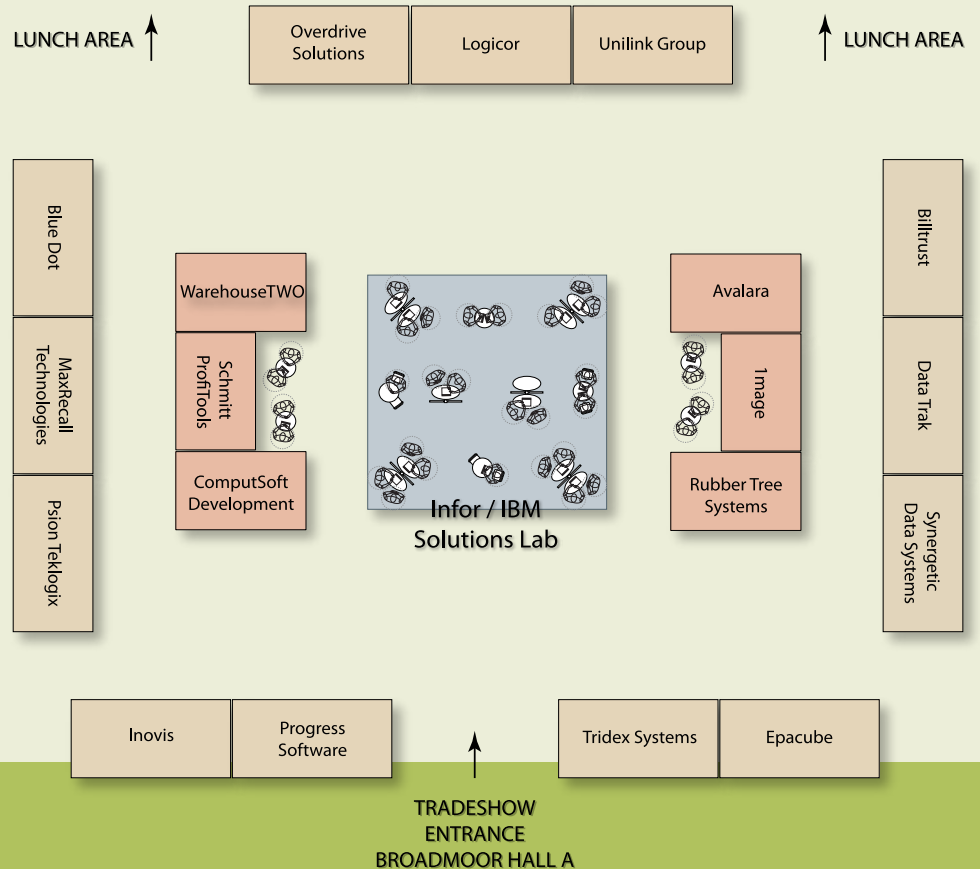 LUNCH AREA
Overdrive
Solutions
Logicor
Unilink Group
LUNCH AREA
Blue Dot
MaxRecall
Technologies
Psion Teklogix
WarehouseTWO
Schmitt
ProfiTools
ComputSoft
Development
Infor / IBM
Solutions Lab
Avalara
1mage
Rubber Tree
Systems
Billtrust
Data Trak
Synergetic
Data Systems
Inovis
Progress
Software
Tridex Systems
Epacube
TRADESHOW
ENTRANCE
BROADMOOR HALL A